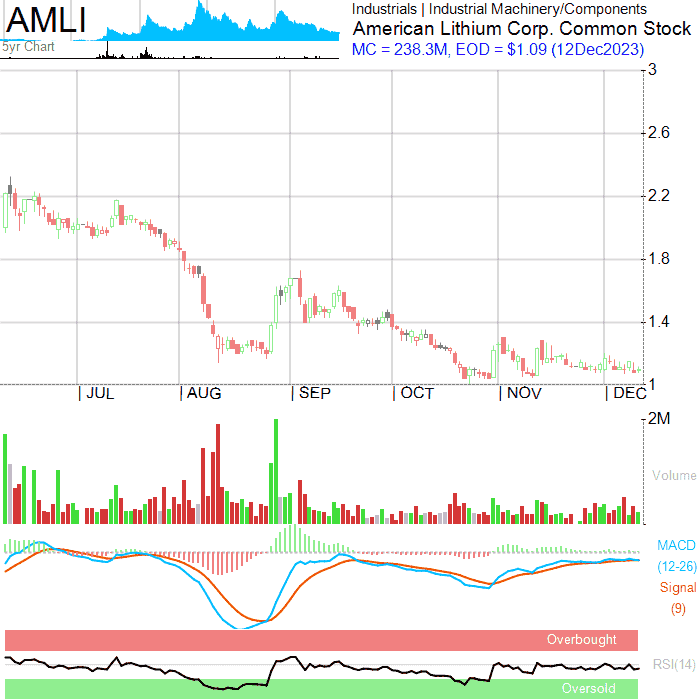 AMLI
5yr Chart
Industrials | Industrial Machinery/Components
American Lithium Corp. Common Stock
MC = 238.3M, EOD = $1.09 (12Dec2023)
3
2.6
2.2
1.8
1.4
1
JUL
AUG
SEP
OCT
NOV
DEC
2M
Volume
MACD
(12-26)
Signal
(9)
Overbought
RSI(14)
Oversold